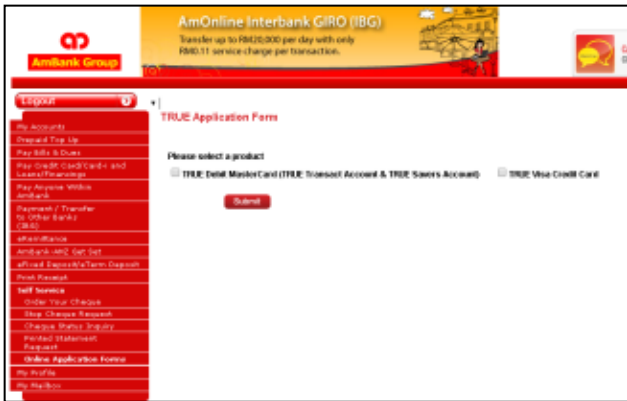 AmOnline Interbank GIRO (IBG)
Transfer up to RM20,000 per day with only
RM0.11 service charge per transaction.
AmBank Group
Logout
TRUE Application Form
Please select a product
TRUE Debit MasterCard (TRUE Transact Account & TRUE Savers Account)
TRUE Visa Credit Card
Submit
My Accounts
Prepaid Top Up
Pay Bills & Dues
Pay Credit Card/Card-i and
Loans/Financings
Pay Anyone Within
AmBank
Payment / Transfer
to Other Banks
(IBG)
eRemittance
AmBank-ANZ Get Set
eFixed Deposit/eTerm Deposit
Print Receipt
Self Service
Order Your Cheque
Stop Cheque Request
Cheque Status Inquiry
Printed Statement
Request
Online Application Forms
My Profile
My Mailbox